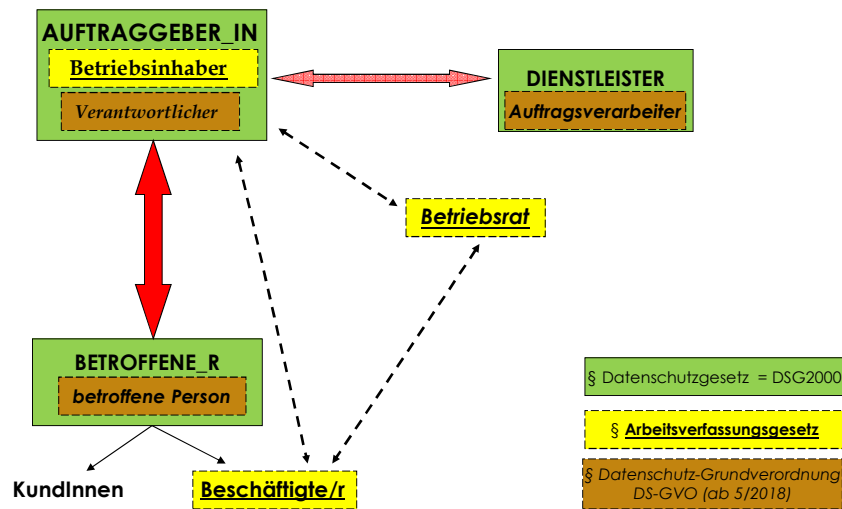 AUFTRAGGEBER_IN
Betriebsinhaber
Verantwortlicher
DIENSTLEISTER
Auftragsverarbeiter
Betriebsrat
BETROFFENE_R
betroffene Person
KundInnen
Beschäftigte/r
§ Datenschutzgesetz = DSG2000
§ Arbeitsverfassungsgesetz
§ Datenschutz-Grundverordnung
DS-GVO (ab 5/2018)